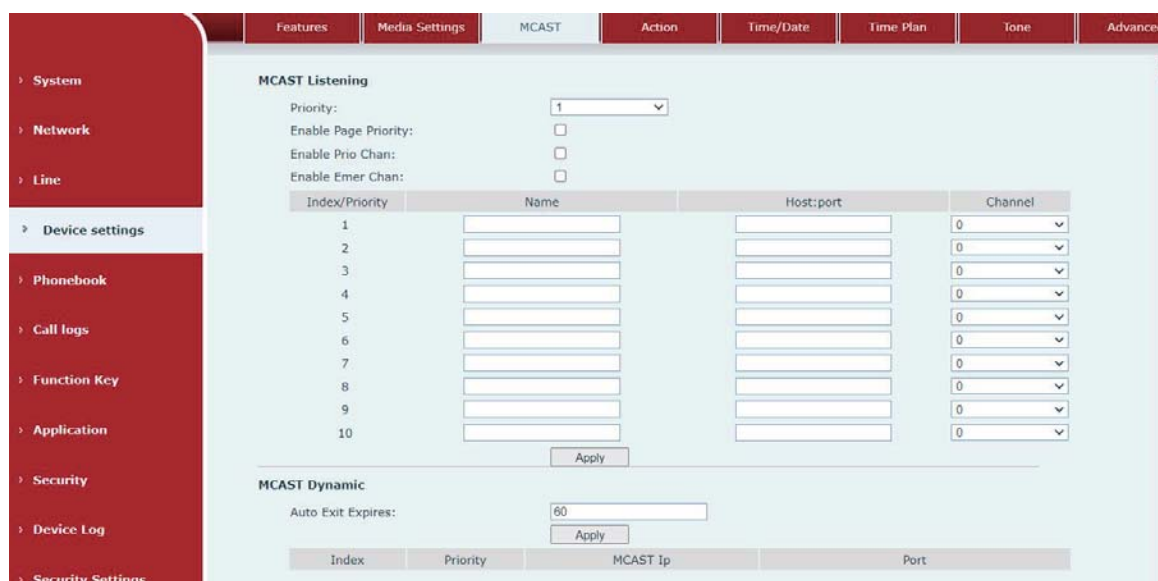 Features Media Settings MCAST Action Time/Date Time Plan Tone Advance
System
Network
Line
Device settings
Phonebook
Call logs
Function Key
Application
Security
Device Log
Security Settings
MCAST Listening
Priority: 1
Enable Page Priority:
Enable Prio Chan:
Enable Emer Chan:
Index/Priority Name Host:port Channel
1 0
2 0
3 0
4 0
5 0
6 0
7 0
8 0
9 0
10 0
Apply
MCAST Dynamic
Auto Exit Expires: 60
Apply
Index Priority MCAST Ip Port